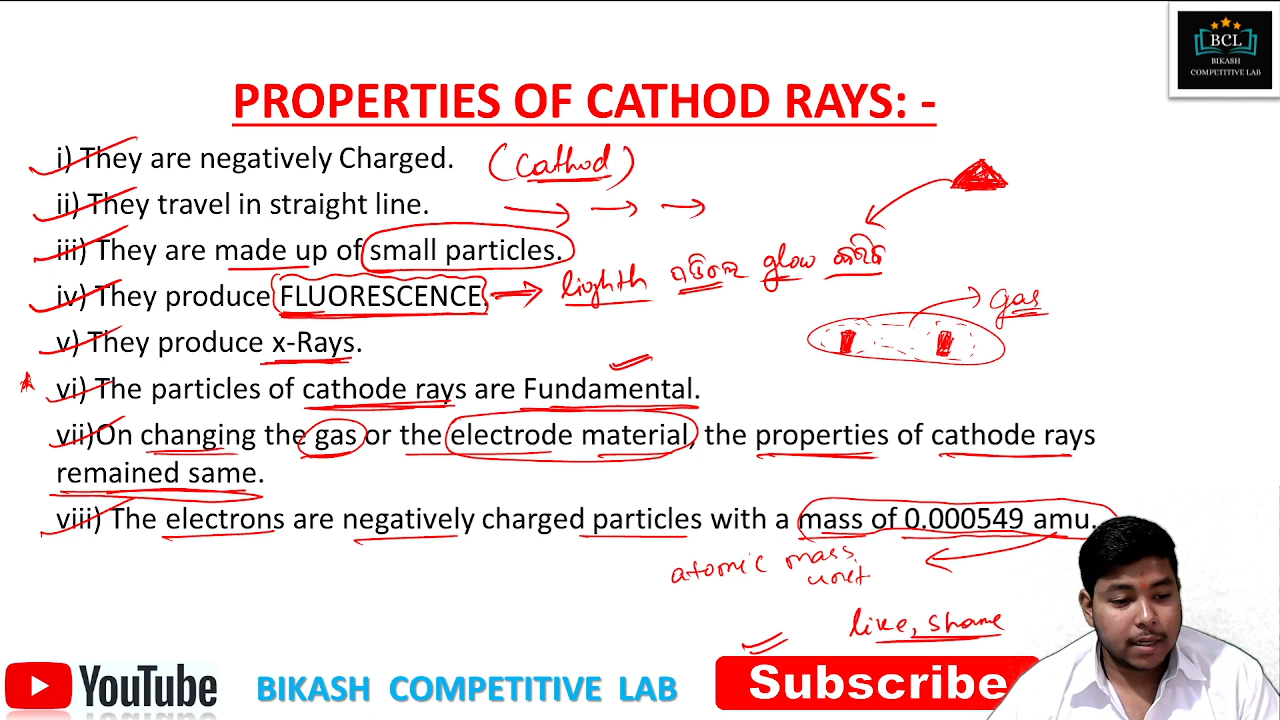 BCL
BIKASH
COMPETITIVE LAB
PROPERTIES OF CATHOD RAYS: -
i) They are negatively Charged. (Cathod)
ii) They travel in straight line.
iii) They are made up of small particles.
iv) They produce FLUORESCENCE. lighth glow
gas
v) They produce x-Rays.
vi) The particles of cathode rays are Fundamental.
vii)On changing the gas or the electrode material, the properties of cathode rays
remained same.
viii) The electrons are negatively charged particles with a mass of 0.000549 amu.
atomic mass
unit
like, share
YouTube BIKASH COMPETITIVE LAB Subscribe